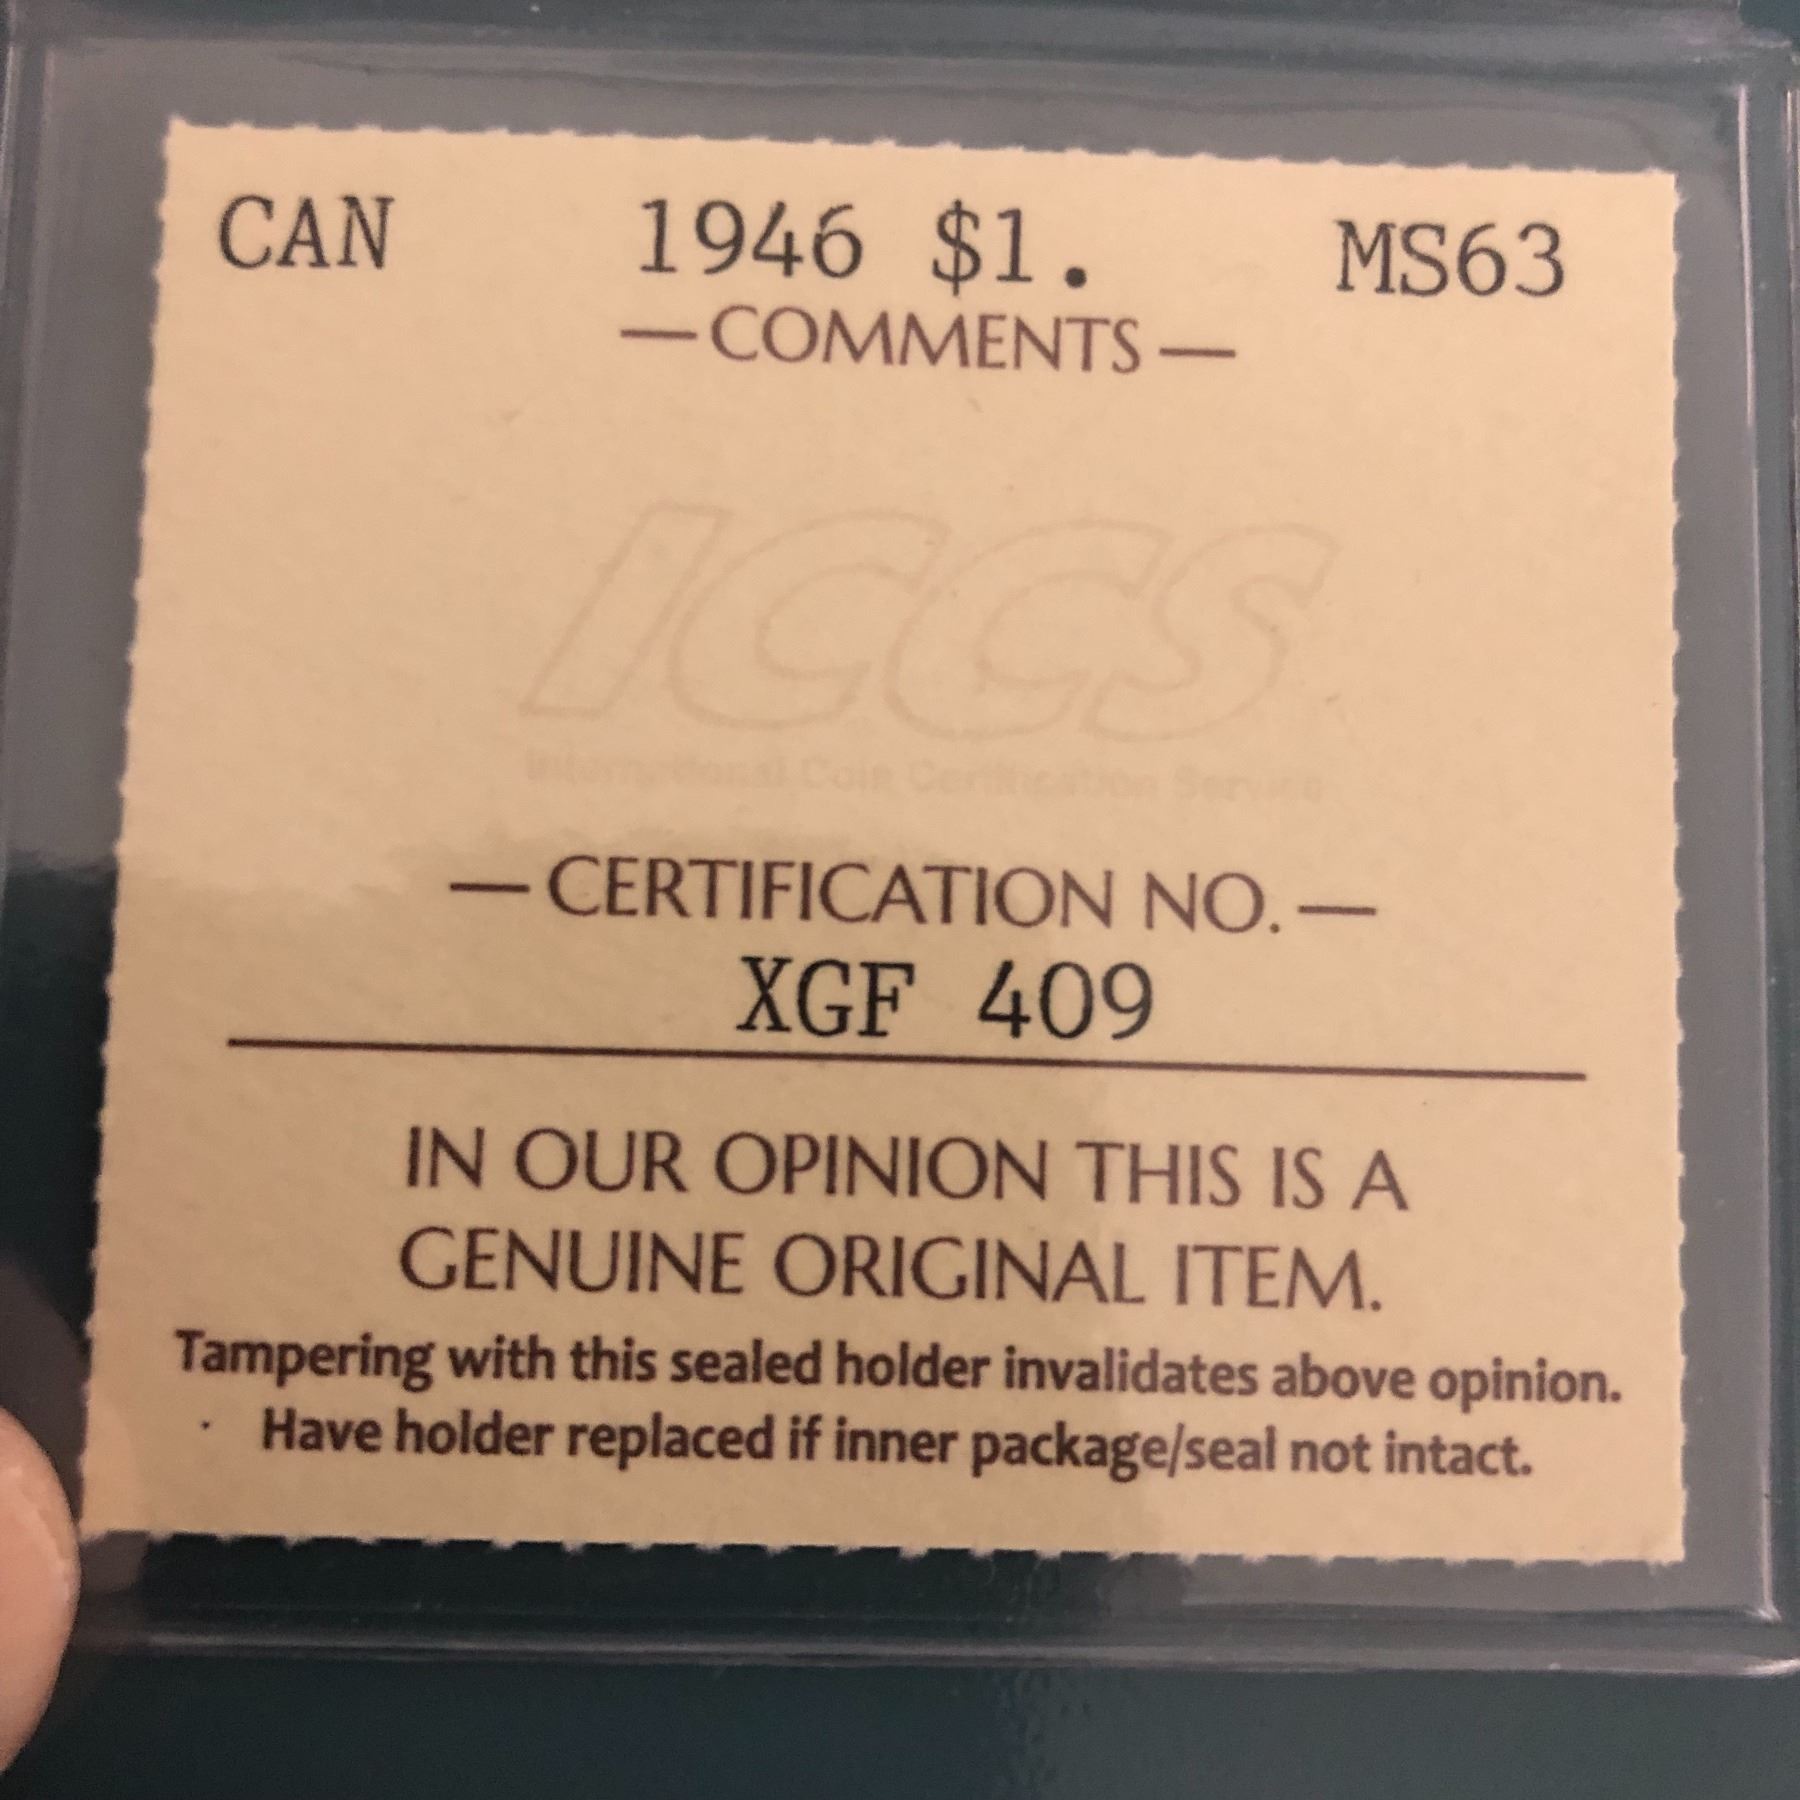 CAN 1946 $1. MS63
—COMMENTS—
ICCS
International Coin Certification Service
—CERTIFICATION NO.—
XGF 409
IN OUR OPINION THIS IS A
GENUINE ORIGINAL ITEM.
Tampering with this sealed holder invalidates above opinion.
Have holder replaced if inner package/seal not intact.